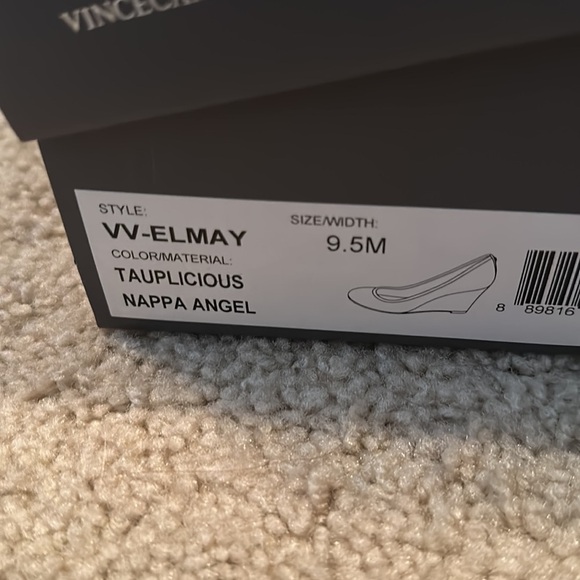 STYLE:
VV-ELMAY
COLOR/MATERIAL:
TAUPLICIOUS
NAPPA ANGEL
SIZE/WIDTH:
9.5M
8 89816